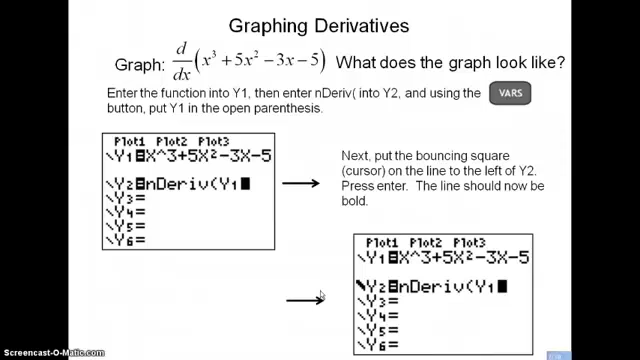 Graphing Derivatives
Graph: d/dx (x³ + 5x² − 3x − 5) What does the graph look like?
Enter the function into Y1, then enter nDeriv( into Y2, and using the VARS
button, put Y1 in the open parenthesis.
Plot1 Plot2 Plot3
\Y1=X^3+5X²-3X-5
\Y2=nDeriv(Y1
\Y3=
\Y4=
\Y5=
\Y6=
Next, put the bouncing square
(cursor) on the line to the left of Y2.
Press enter. The line should now be
bold.
Plot1 Plot2 Plot3
\Y1=X^3+5X²-3X-5
\Y2=nDeriv(Y1
\Y3=
\Y4=
\Y5=
\Y6=
Screencast-O-Matic.com